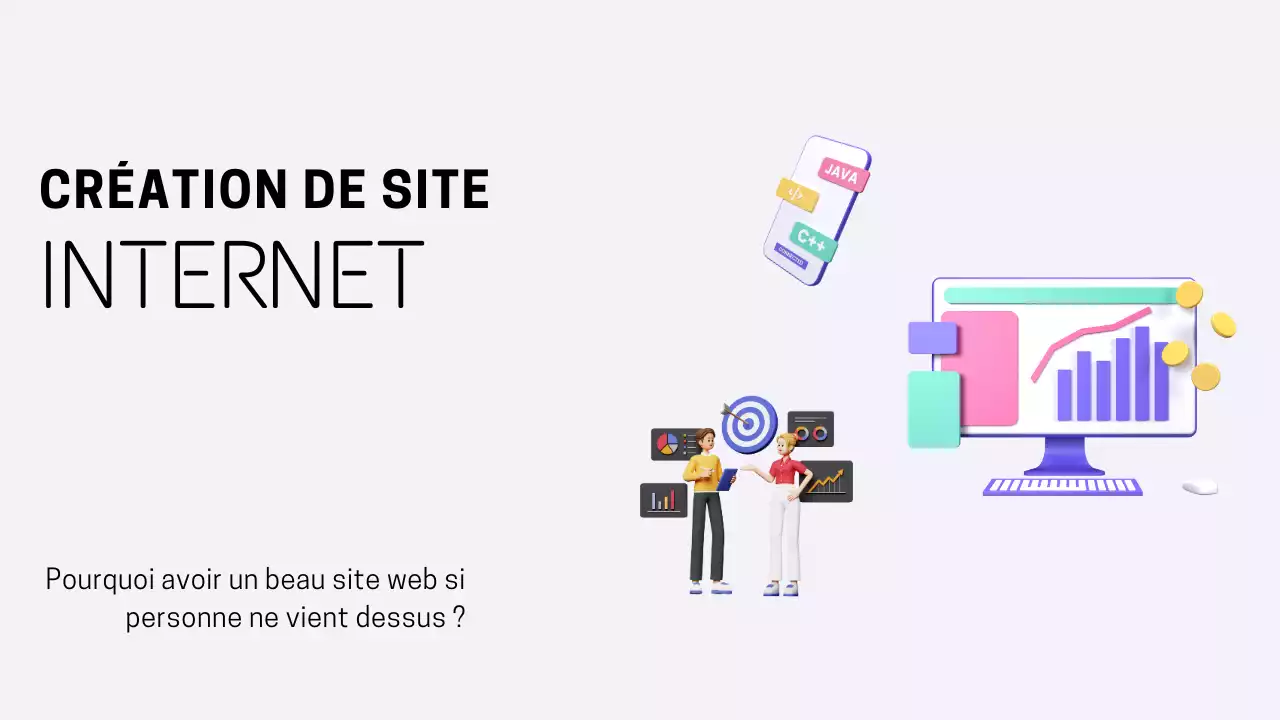 CRÉATION DE SITE
INTERNET
JAVA
</>
C++
CONNECTED
Pourquoi avoir un beau site web si
personne ne vient dessus ?